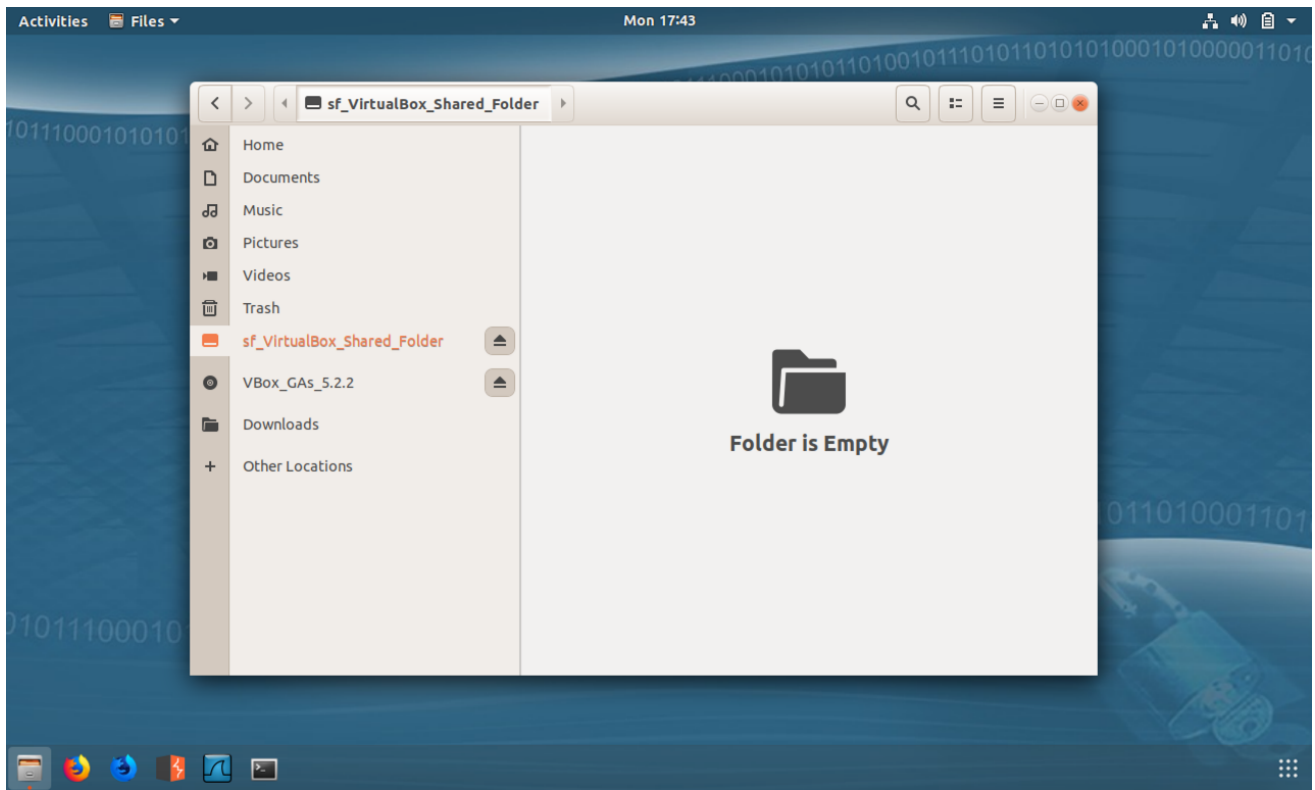 Activities Files Mon 17:43
sf_VirtualBox_Shared_Folder
Home
Documents
Music
Pictures
Videos
Trash
sf_VirtualBox_Shared_Folder
VBox_GAs_5.2.2
Downloads
Other Locations
Folder is Empty